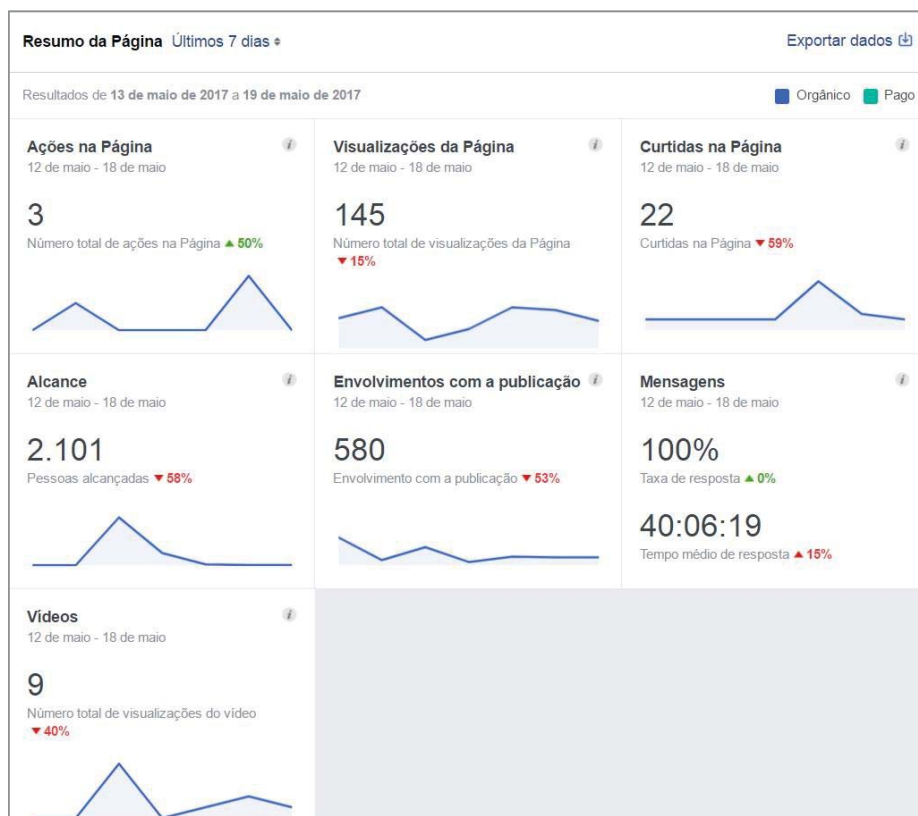 Resumo da Página Últimos 7 dias
Exportar dados
Resultados de 13 de maio de 2017 a 19 de maio de 2017
Orgânico Pago
Ações na Página
12 de maio - 18 de maio
3
Número total de ações na Página ▲ 50%
Visualizações da Página
12 de maio - 18 de maio
145
Número total de visualizações da Página
▼ 15%
Curtidas na Página
12 de maio - 18 de maio
22
Curtidas na Página ▼ 59%
Alcance
12 de maio - 18 de maio
2.101
Pessoas alcançadas ▼ 58%
Envolvimentos com a publicação
12 de maio - 18 de maio
580
Envolvimento com a publicação ▼ 53%
Mensagens
12 de maio - 18 de maio
100%
Taxa de resposta ▲ 0%
40:06:19
Tempo médio de resposta ▲ 15%
Vídeos
12 de maio - 18 de maio
9
Número total de visualizações do vídeo
▼ 40%